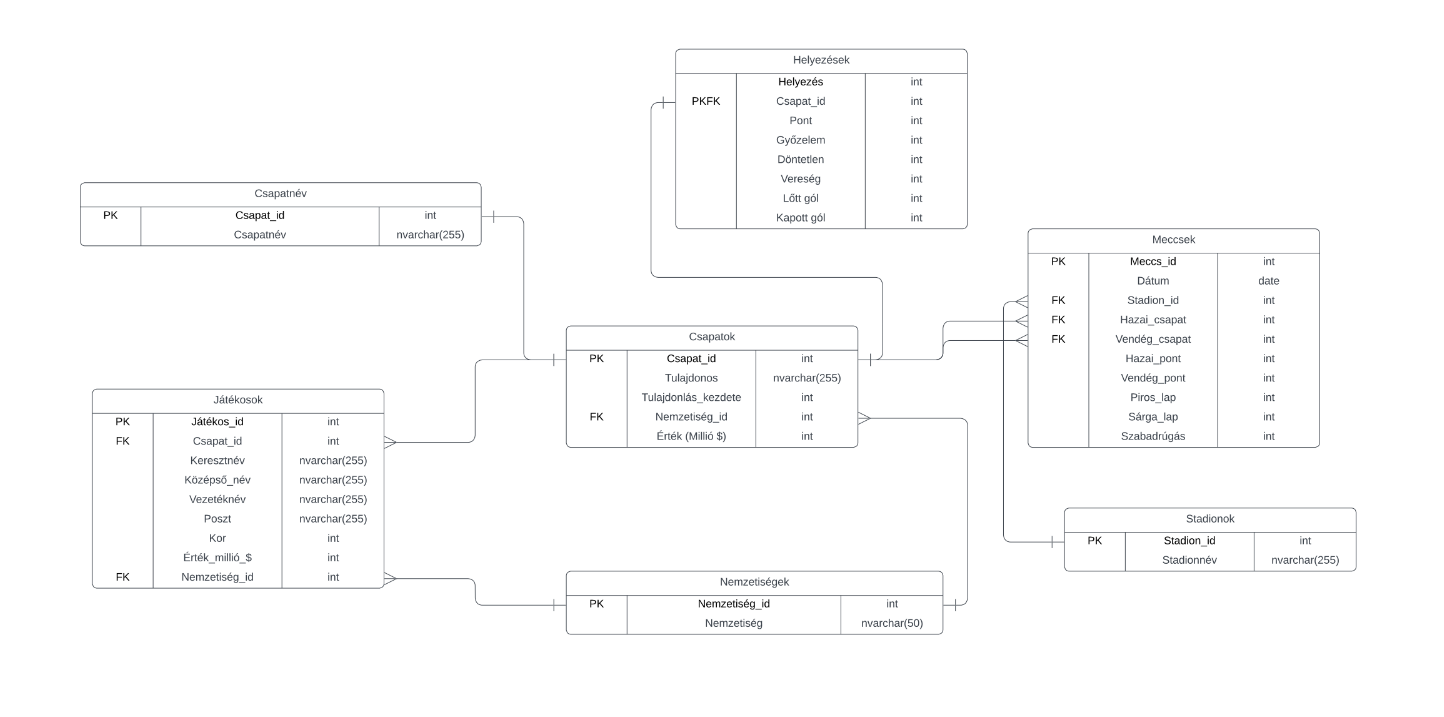 Helyezések
Helyezés int
PKFK Csapat_id int
Pont int
Győzelem int
Döntetlen int
Vereség int
Lőtt gól int
Kapott gól int
Csapatnév
PK Csapat_id int
Csapatnév nvarchar(255)
Meccsek
PK Meccs_id int
Dátum date
FK Stadion_id int
FK Hazai_csapat int
FK Vendég_csapat int
Hazai_pont int
Vendég_pont int
Piros_lap int
Sárga_lap int
Szabadrúgás int
Csapatok
PK Csapat_id int
Tulajdonos nvarchar(255)
Tulajdonlás_kezdete int
FK Nemzetiség_id int
Érték (Millió $) int
Játékosok
PK Játékos_id int
FK Csapat_id int
Keresztnév nvarchar(255)
Középső_név nvarchar(255)
Vezetéknév nvarchar(255)
Poszt nvarchar(255)
Kor int
Érték_millió_$ int
FK Nemzetiség_id int
Stadionok
PK Stadion_id int
Stadionnév nvarchar(255)
Nemzetiségek
PK Nemzetiség_id int
Nemzetiség nvarchar(50)